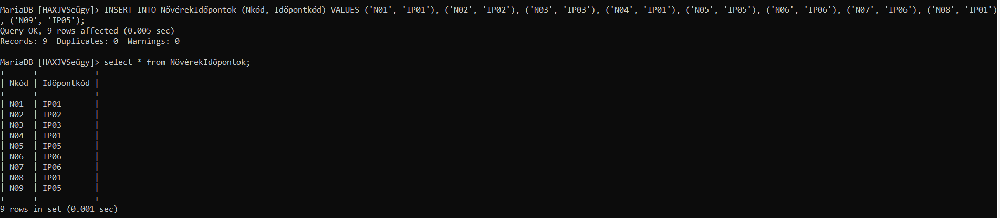 MariaDB [HAXJVSeügy]> INSERT INTO NővérekIdőpontok (Nkód, Időpontkód) VALUES ('N01', 'IP01'), ('N02', 'IP02'), ('N03', 'IP03'), ('N04', 'IP01'), ('N05', 'IP05'), ('N06', 'IP06'), ('N07', 'IP06'), ('N08', 'IP01')
, ('N09', 'IP05');
Query OK, 9 rows affected (0.005 sec)
Records: 9  Duplicates: 0  Warnings: 0

MariaDB [HAXJVSeügy]> select * from NővérekIdőpontok;
+------+------------+
| Nkód | Időpontkód |
+------+------------+
| N01  | IP01       |
| N02  | IP02       |
| N03  | IP03       |
| N04  | IP01       |
| N05  | IP05       |
| N06  | IP06       |
| N07  | IP06       |
| N08  | IP01       |
| N09  | IP05       |
+------+------------+
9 rows in set (0.001 sec)